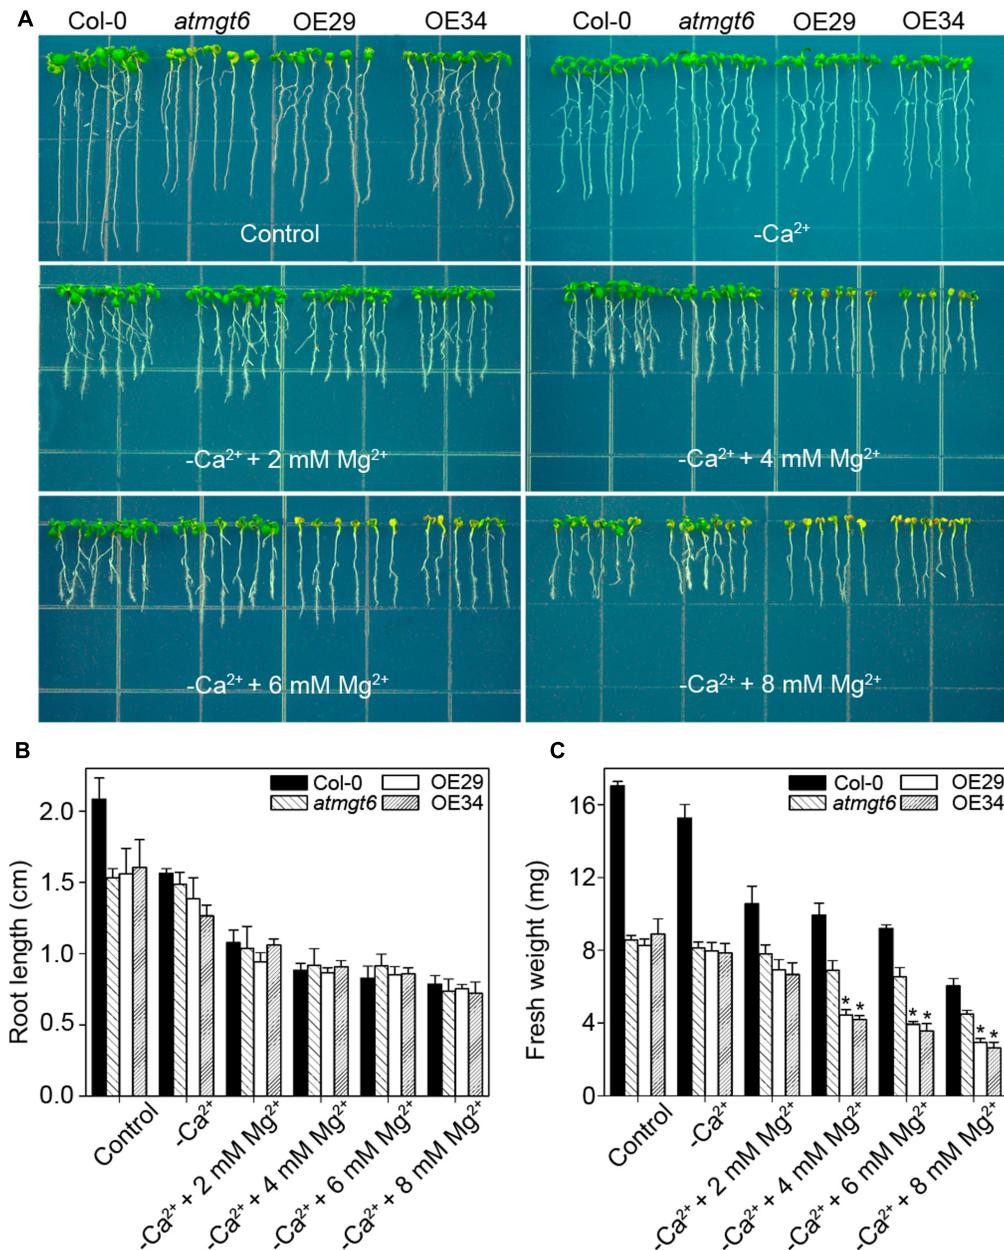 A
Col-0 atmgt6 OE29 OE34 Col-0 atmgt6 OE29 OE34
Control
-Ca²⁺
-Ca²⁺ + 2 mM Mg²⁺
-Ca²⁺ + 4 mM Mg²⁺
-Ca²⁺ + 6 mM Mg²⁺
-Ca²⁺ + 8 mM Mg²⁺
B
Root length (cm)
2.0
1.5
1.0
0.5
0.0
Col-0 OE29
atmgt6 OE34
Control
-Ca²⁺
-Ca²⁺ + 2 mM Mg²⁺
-Ca²⁺ + 4 mM Mg²⁺
-Ca²⁺ + 6 mM Mg²⁺
-Ca²⁺ + 8 mM Mg²⁺
C
Fresh weight (mg)
16
12
8
4
0
Col-0 OE29
atmgt6 OE34
* *
* *
* *
Control
-Ca²⁺
-Ca²⁺ + 2 mM Mg²⁺
-Ca²⁺ + 4 mM Mg²⁺
-Ca²⁺ + 6 mM Mg²⁺
-Ca²⁺ + 8 mM Mg²⁺